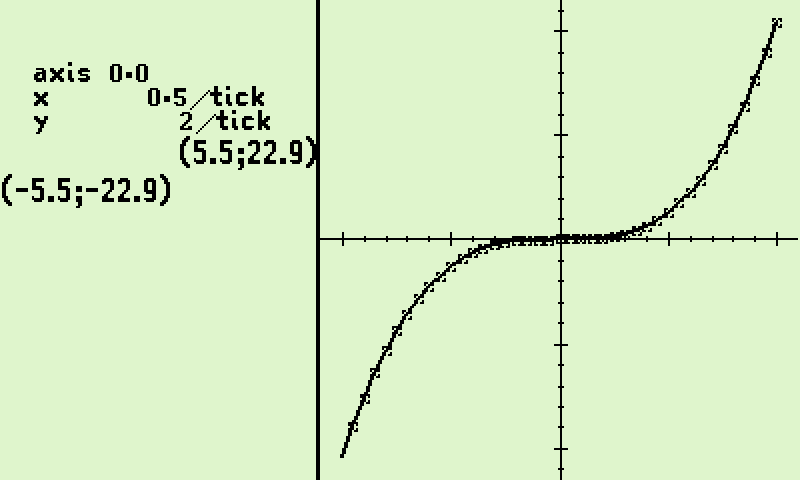 axis 0.0
x 0.5/tick
y 2/tick
(5.5;22.9)
(-5.5;-22.9)